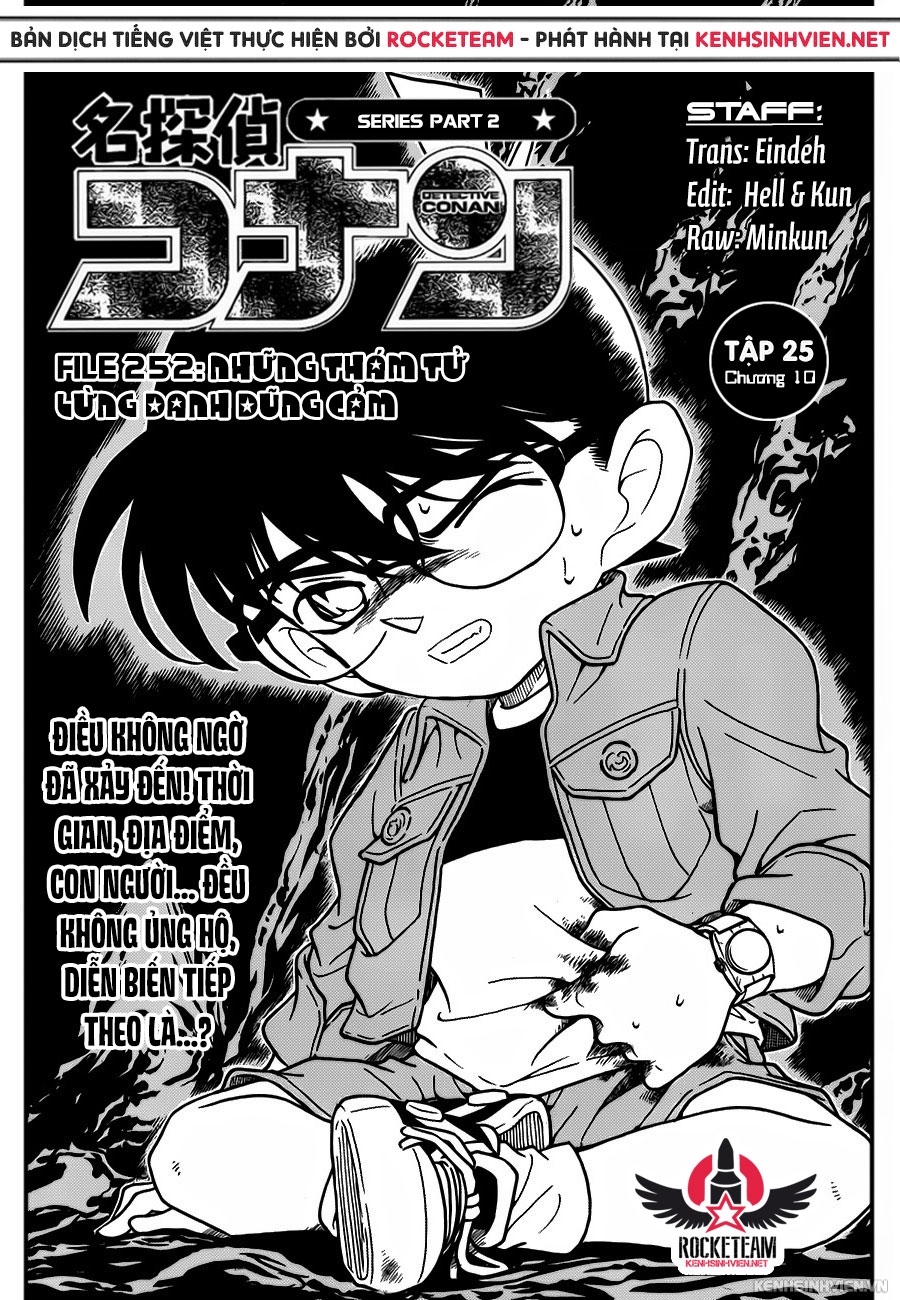 BẢN DỊCH TIẾNG VIỆT THỰC HIỆN BỞI ROCKETEAM - PHÁT HÀNH TẠI KENHSINHVIEN.NET
名探偵
SERIES PART 2
コナン
DETECTIVE
CONAN
STAFF:
Trans: Eindeh
Edit: Hell & Kun
Raw: Minkun
FILE 252: NHỮNG THÁM TỬ
LỪNG DANH DŨNG CẢM
TẬP 25
Chương 10
ĐIỀU KHÔNG NGỜ
ĐÃ XẢY ĐẾN! THỜI
GIAN, ĐỊA ĐIỂM,
CON NGƯỜI... ĐỀU
KHÔNG ỦNG HỘ,
DIỄN BIẾN TIẾP
THEO LÀ...?
ROCKETEAM
KENHSINHVIEN.NET
KENHSINHVIEN.VN